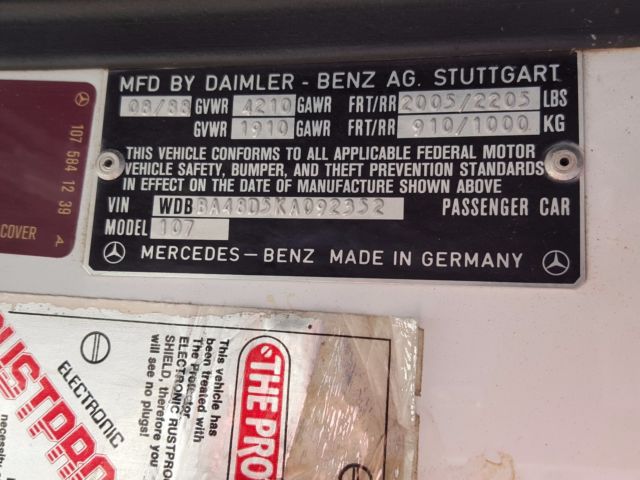 MFD BY DAIMLER - BENZ AG. STUTTGART
08/88 GVWR 4210 GAWR FRT/RR 2005/2205 LBS
GVWR 1910 GAWR FRT/RR 910/1000 KG
THIS VEHICLE CONFORMS TO ALL APPLICABLE FEDERAL MOTOR
VEHICLE SAFETY, BUMPER, AND THEFT PREVENTION STANDARDS
IN EFFECT ON THE DATE OF MANUFACTURE SHOWN ABOVE
VIN WDBBA48D5KA092352 PASSENGER CAR
MODEL 107
MERCEDES-BENZ MADE IN GERMANY
107 584 12 39 A
COVER
RUSTPRO
ELECTRONIC
necessity
This vehicle has
been treated with
The Protector
ELECTRONIC RUSTPRO
SHIELD, therefore you
will see no plugs!
THE PRO